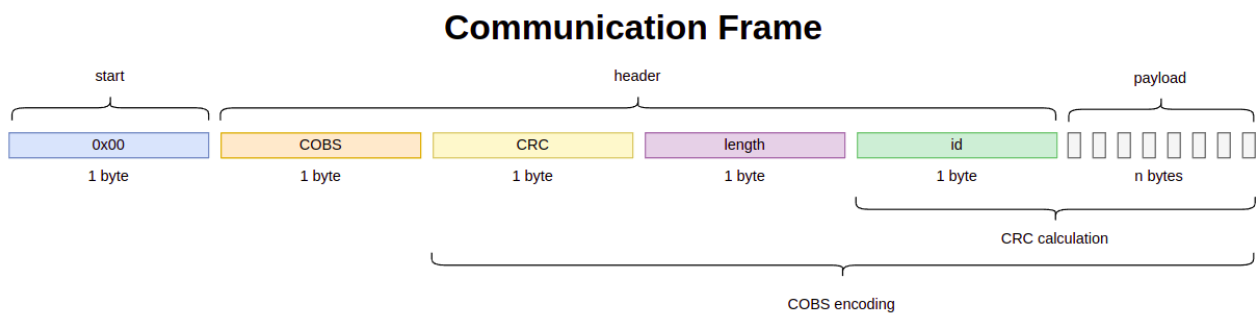 Communication Frame
start
header
payload
0x00
COBS
CRC
length
id
1 byte
1 byte
1 byte
1 byte
1 byte
n bytes
CRC calculation
COBS encoding